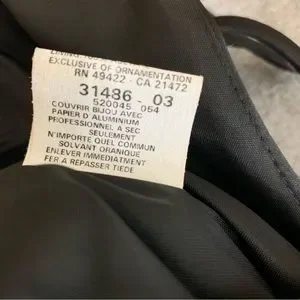 EXCLUSIVE OF ORNAMENTATION
RN 49422 - CA 21472
31486 - 03
520045 064
COUVRIR BIJOU AVEC
PAPIER D ALUMINIUM
PROFESSIONNEL A SEC
SEULEMENT
N'IMPORTE QUEL COMMUN
SOLVANT ORANIQUE
ENLEVER IMMEDIATMENT
FER A REPASSER TIEDE